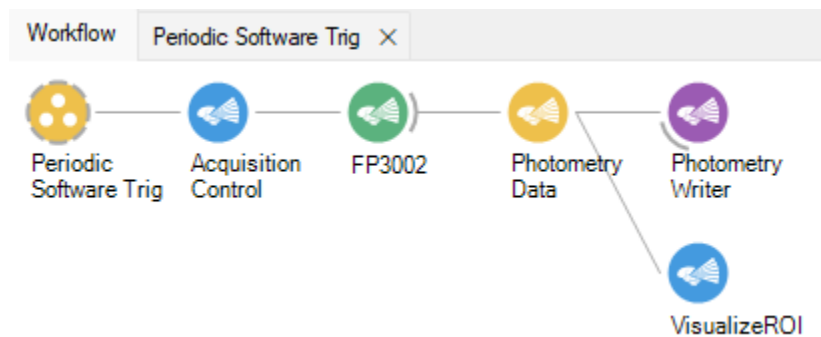 Workflow
Periodic Software Trig
Periodic
Software Trig
Acquisition
Control
FP3002
Photometry
Data
Photometry
Writer
VisualizeROI